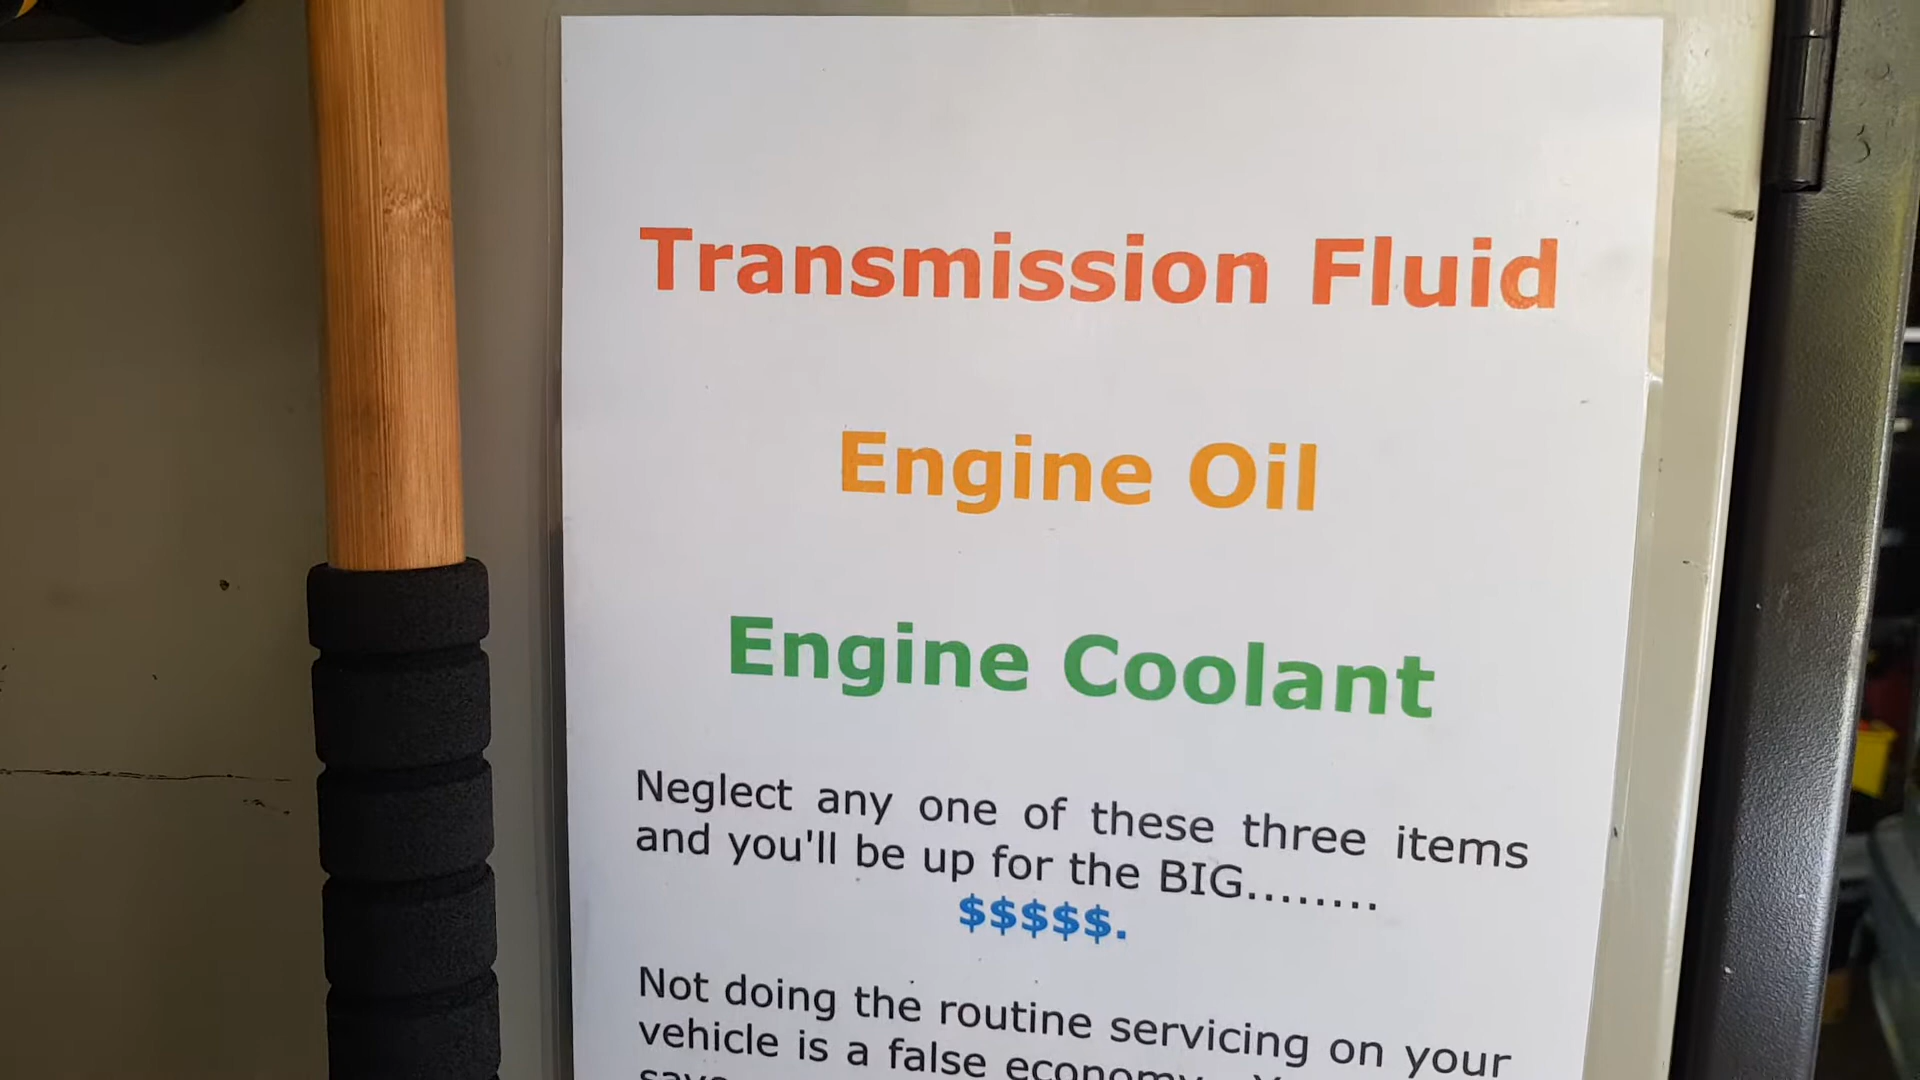 Transmission Fluid
Engine Oil
Engine Coolant
Neglect any one of these three items
and you'll be up for the BIG........
$$$$$.
Not doing the routine servicing on your
vehicle is a false economy.